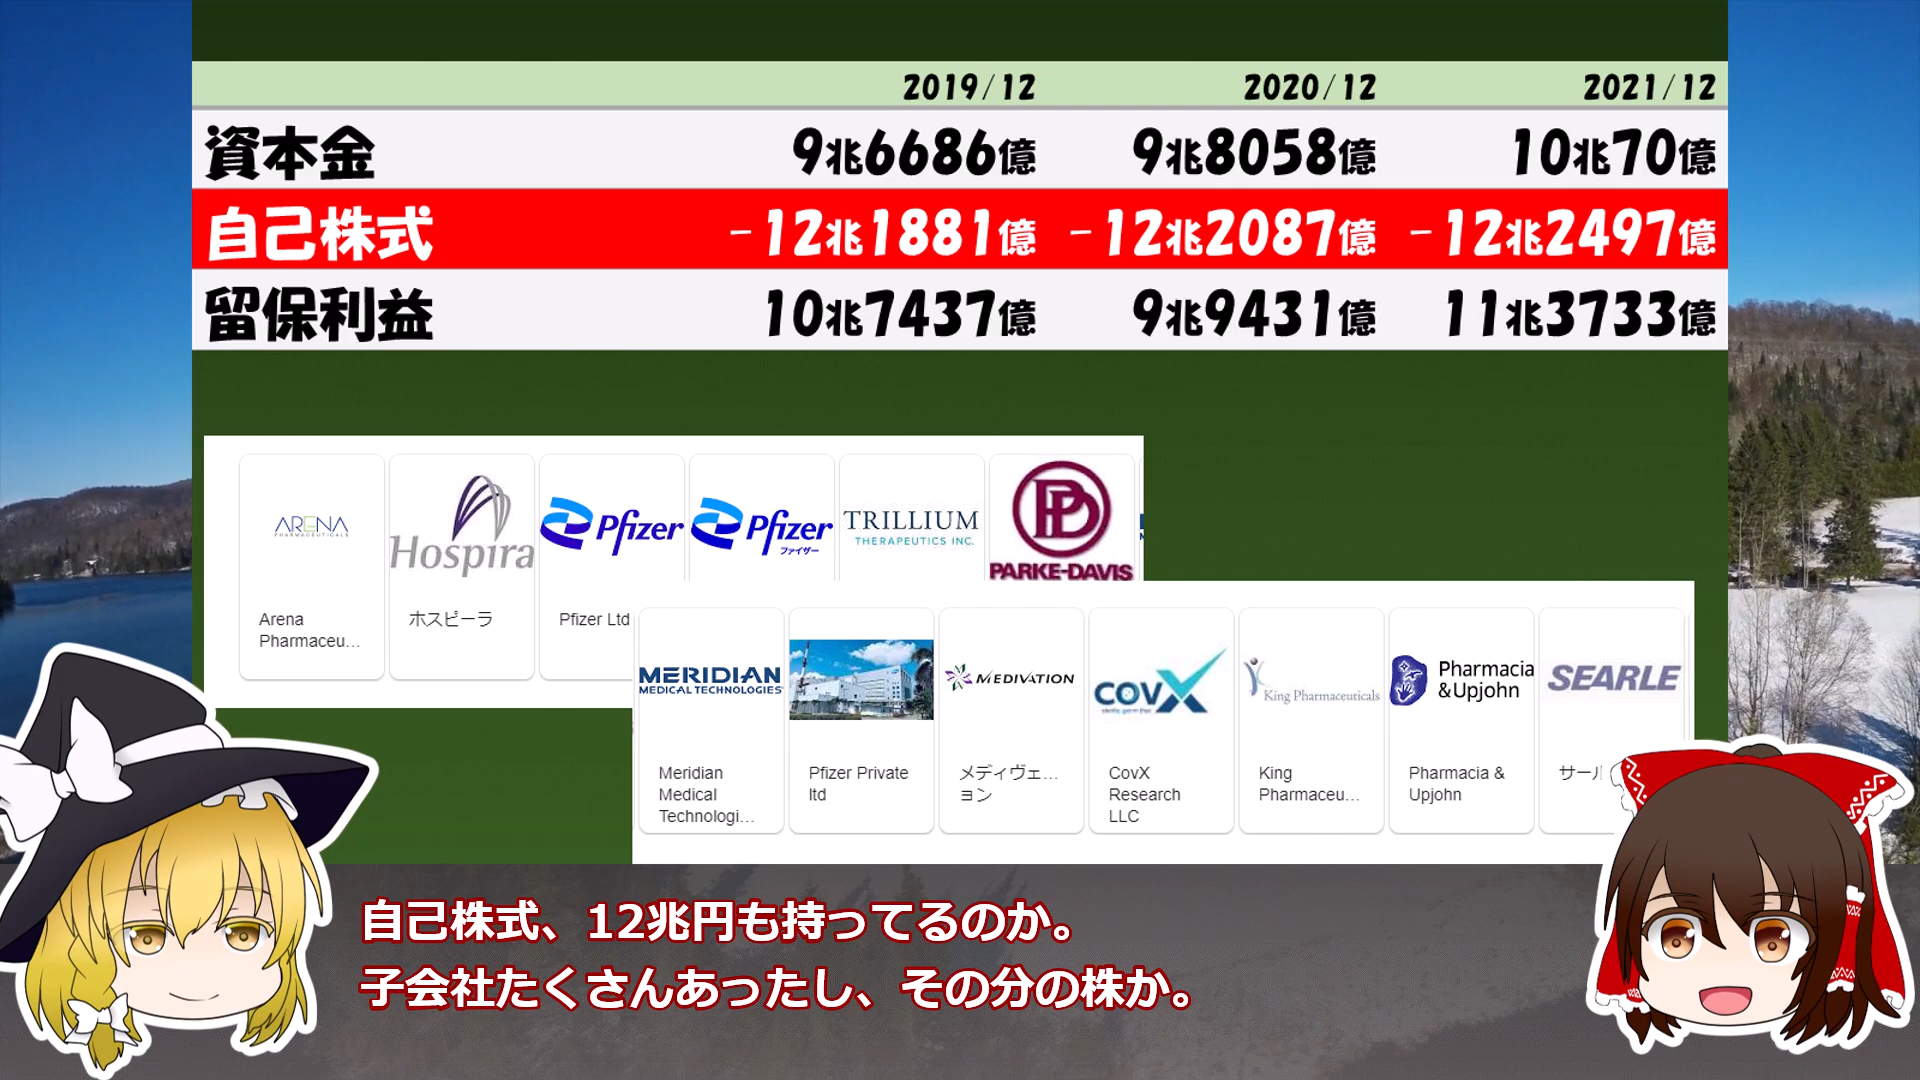 2019/12 2020/12 2021/12
資本金 9兆6686億 9兆8058億 10兆70億
自己株式 -12兆1881億 -12兆2087億 -12兆2497億
留保利益 10兆7437億 9兆9431億 11兆3733億
ARENA
PHARMACEUTICALS
Hospira
Pfizer
Pfizer
ファイザー
TRILLIUM
THERAPEUTICS INC.
PD
PARKE-DAVIS
Arena
Pharmaceu...
ホスピーラ
Pfizer Ltd
MERIDIAN
MEDICAL TECHNOLOGIES
MEDIVATION
COVX
King Pharmaceuticals
Pharmacia
&Upjohn
SEARLE
Meridian
Medical
Technologi...
Pfizer Private
ltd
メディヴェ...
ョン
CovX
Research
LLC
King
Pharmaceu...
Pharmacia &
Upjohn
サール
自己株式、12兆円も持ってるのか。
子会社たくさんあったし、その分の株か。